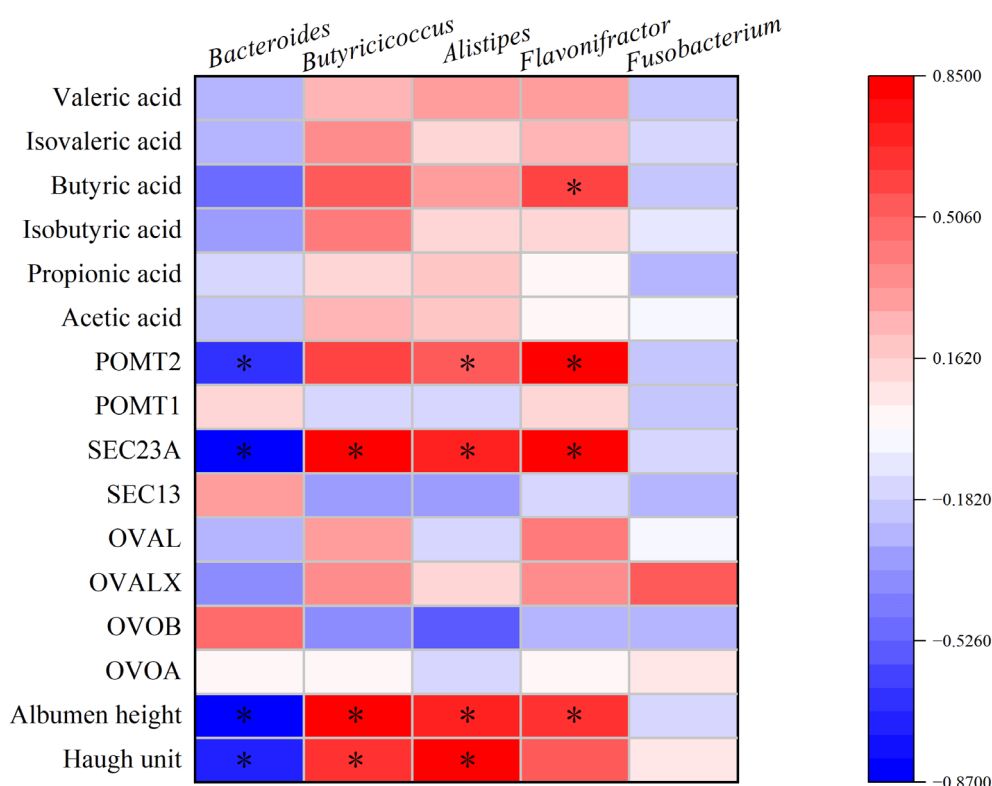 Bacteroides Butyricicoccus Alistipes Flavonifractor Fusobacterium
Valeric acid
Isovaleric acid
Butyric acid *
Isobutyric acid
Propionic acid
Acetic acid
POMT2 * * *
POMT1
SEC23A * * * *
SEC13
OVAL
OVALX
OVOB
OVOA
Albumen height * * * *
Haugh unit * * *
0.8500
0.5060
0.1620
−0.1820
−0.5260
−0.8700